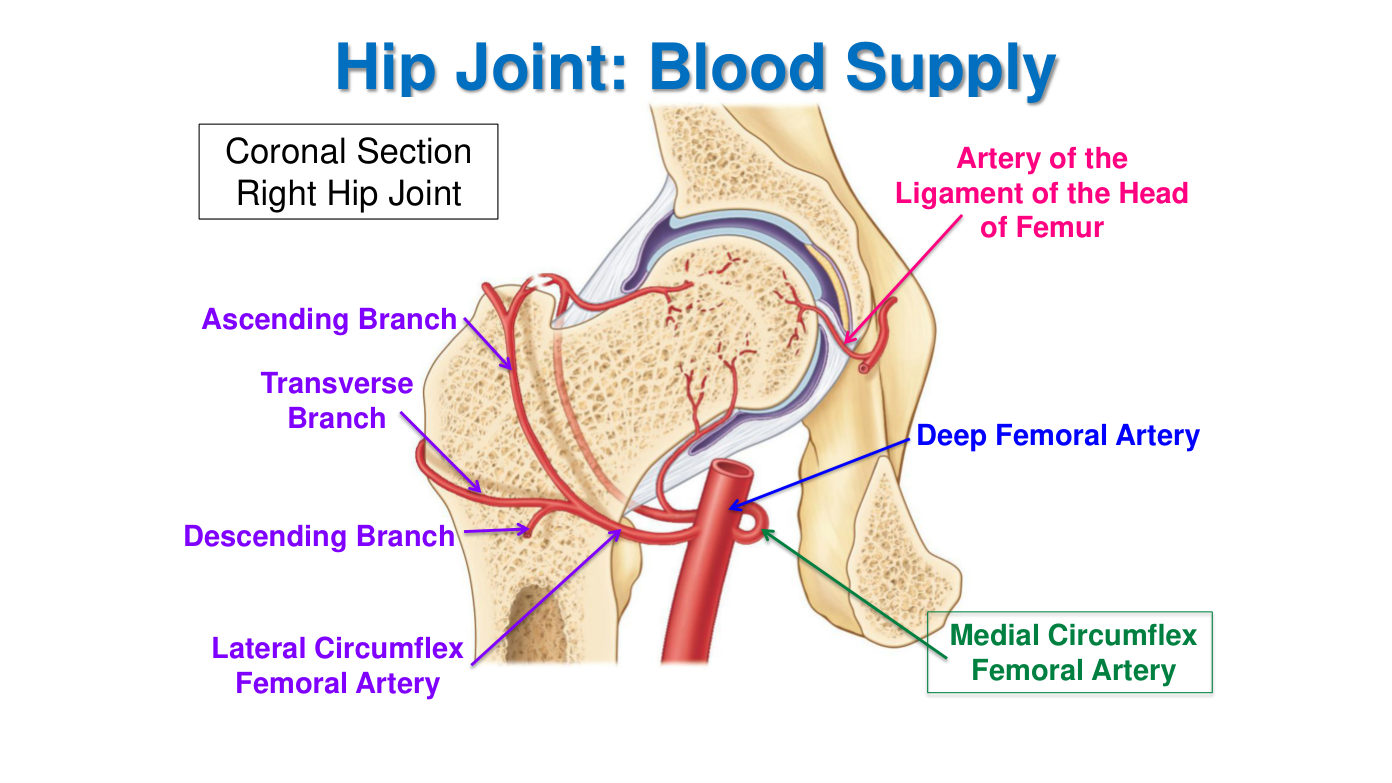 Hip Joint: Blood Supply
Coronal Section
Right Hip Joint
Artery of the
Ligament of the Head
of Femur
Ascending Branch
Transverse
Branch
Deep Femoral Artery
Descending Branch
Lateral Circumflex
Femoral Artery
Medial Circumflex
Femoral Artery